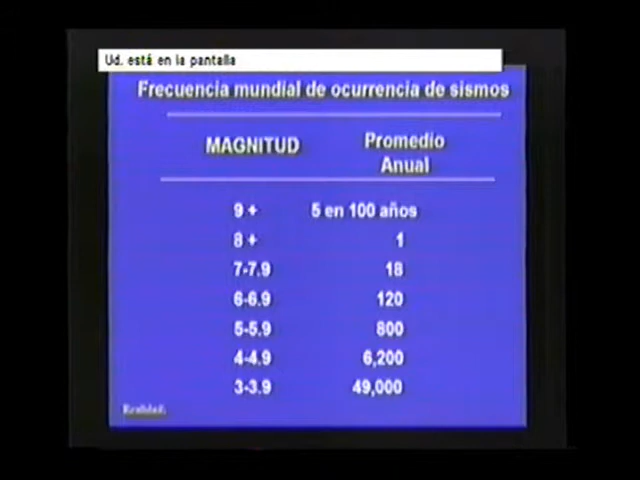 Ud. está en la pantalla
Frecuencia mundial de ocurrencia de sismos
MAGNITUD Promedio Anual
9 + 5 en 100 años
8 + 1
7-7.9 18
6-6.9 120
5-5.9 800
4-4.9 6,200
3-3.9 49,000